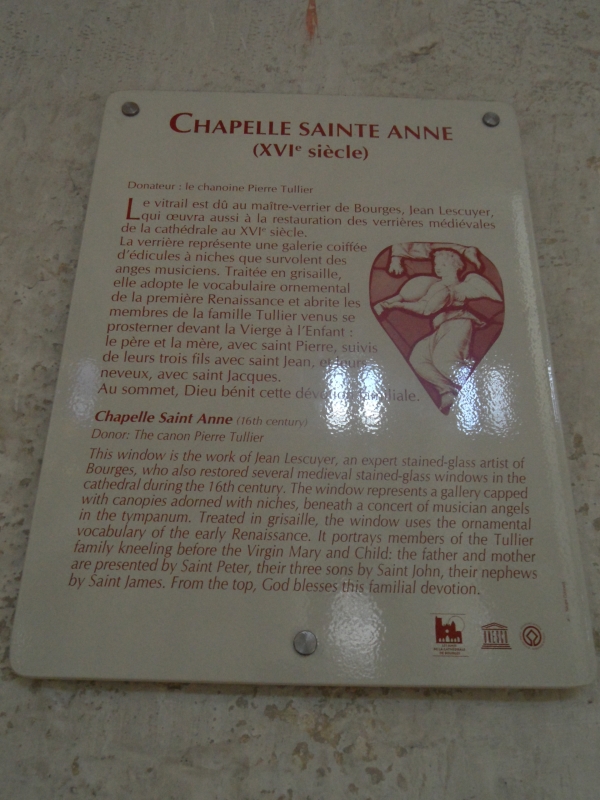 CHAPELLE SAINTE ANNE
(XVIe siècle)
Donateur : le chanoine Pierre Tullier
Le vitrail est dû au maître-verrier de Bourges, Jean Lescuyer,
qui œuvra aussi à la restauration des verrières médiévales
de la cathédrale au XVIe siècle.
La verrière représente une galerie coiffée
d'édicules à niches que survolent des
anges musiciens. Traitée en grisaille,
elle adopte le vocabulaire ornemental
de la première Renaissance et abrite les
membres de la famille Tullier venus se
prosterner devant la Vierge à l'Enfant :
le père et la mère, avec saint Pierre, suivis
de leurs trois fils avec saint Jean, et leurs
neveux, avec saint Jacques.
Au sommet, Dieu bénit cette dévotion familiale.
Chapelle Saint Anne (16th century)
Donor: The canon Pierre Tullier
This window is the work of Jean Lescuyer, an expert stained-glass artist of
Bourges, who also restored several medieval stained-glass windows in the
cathedral during the 16th century. The window represents a gallery capped
with canopies adorned with niches, beneath a concert of musician angels
in the tympanum. Treated in grisaille, the window uses the ornamental
vocabulary of the early Renaissance. It portrays members of the Tullier
family kneeling before the Virgin Mary and Child: the father and mother
are presented by Saint Peter, their three sons by Saint John, their nephews
by Saint James. From the top, God blesses this familial devotion.
UNESCO